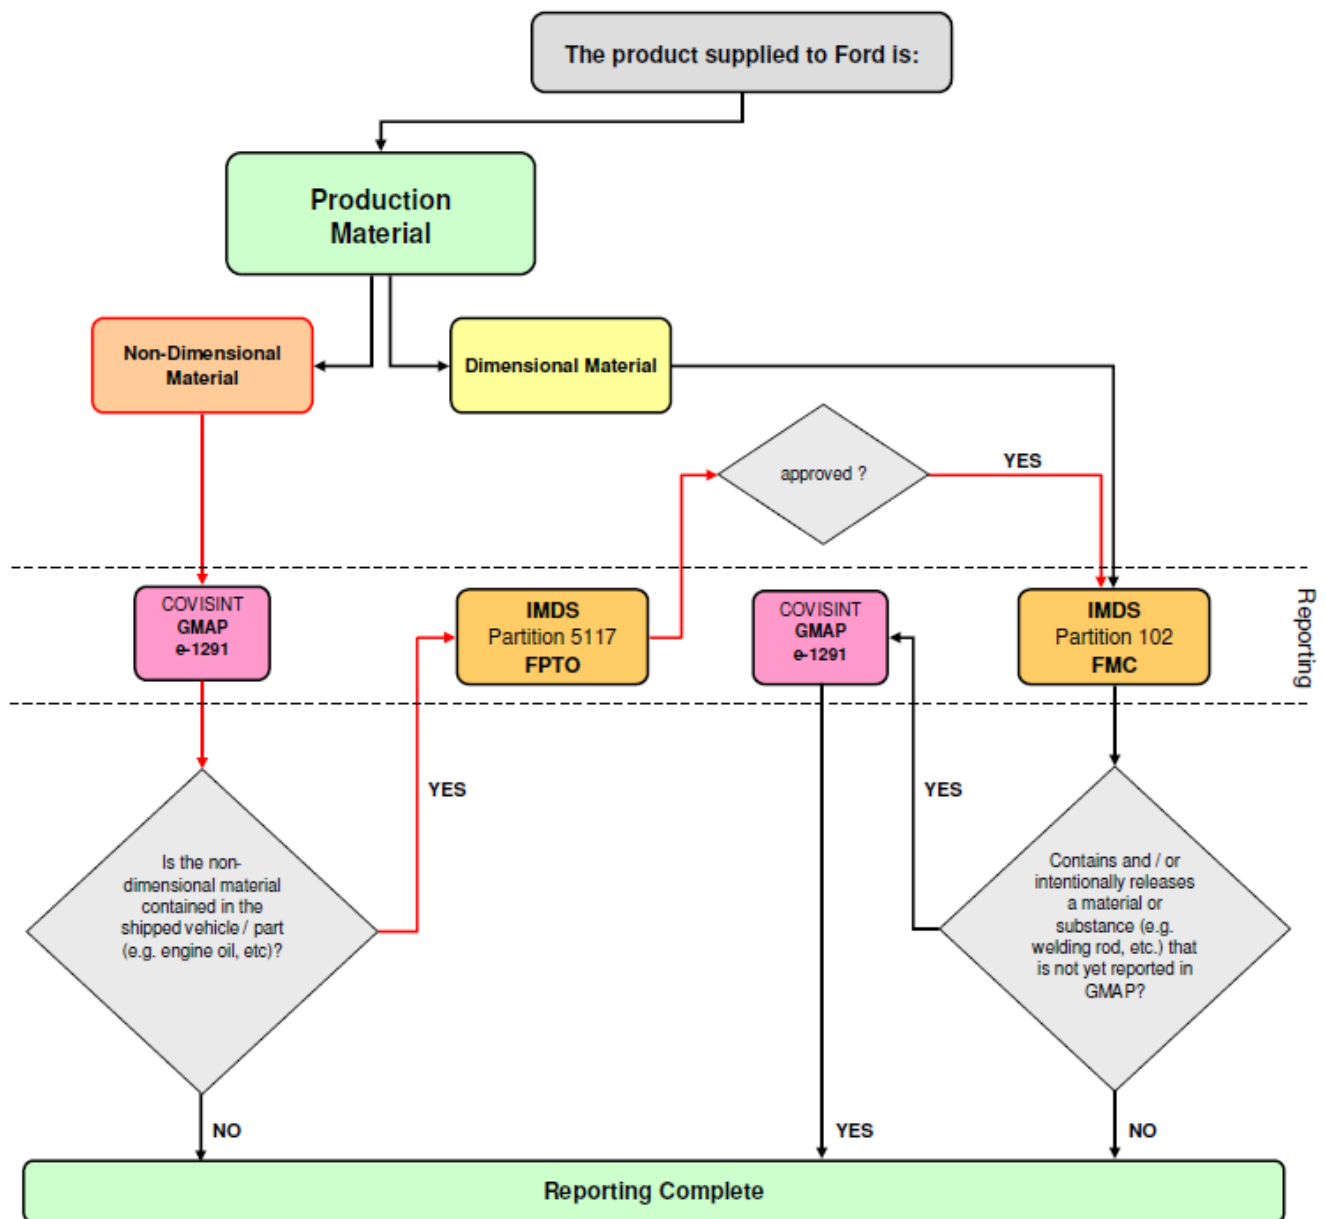 The product supplied to Ford is:
Production
Material
Non-Dimensional
Material
Dimensional Material
approved ?
YES
COVISINT
GMAP
e-1291
IMDS
Partition 5117
FPTO
COVISINT
GMAP
e-1291
IMDS
Partition 102
FMC
Reporting
YES
YES
Is the non-
dimensional material
contained in the
shipped vehicle / part
(e.g. engine oil, etc)?
Contains and / or
intentionally releases
a material or
substance (e.g.
welding rod, etc.) that
is not yet reported in
GMAP?
NO
YES
NO
Reporting Complete